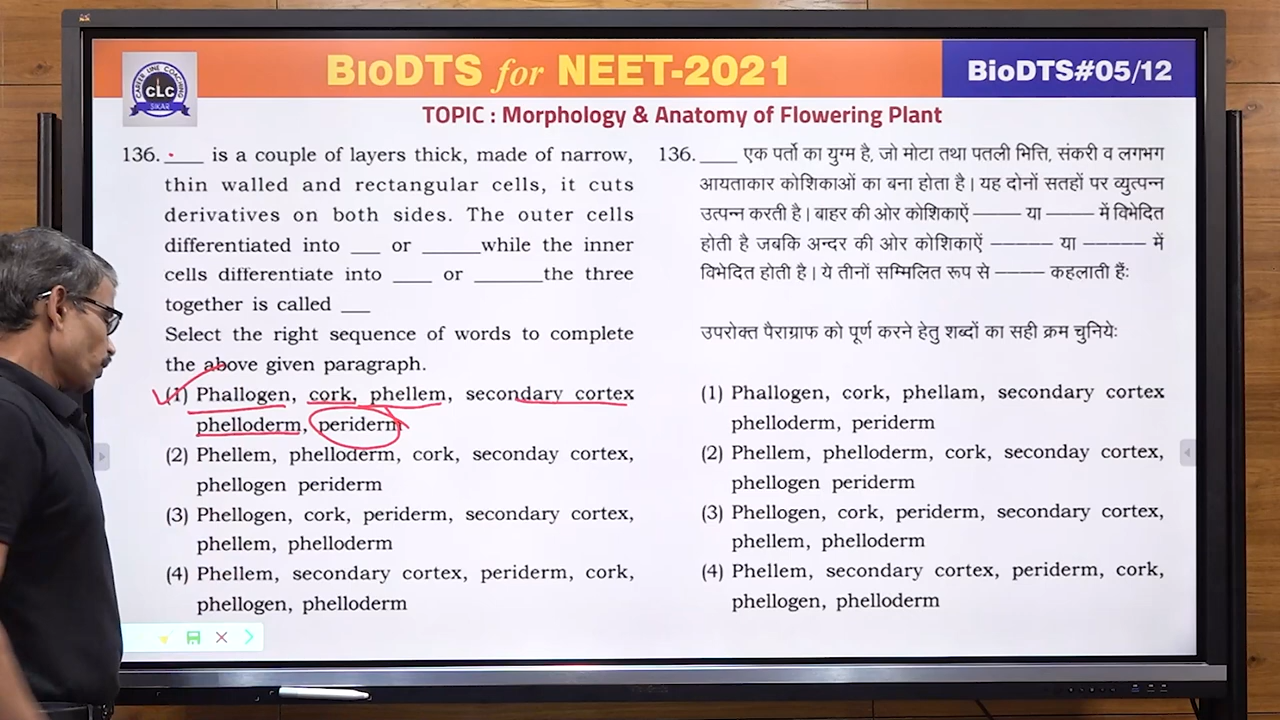 BIODTS for NEET-2021
BioDTS#05/12
CAREER LINE COACHING
CLC
SIKAR
TOPIC : Morphology & Anatomy of Flowering Plant
136. ____ is a couple of layers thick, made of narrow,
thin walled and rectangular cells, it cuts
derivatives on both sides. The outer cells
differentiated into ___ or ______while the inner
cells differentiate into ____ or _______the three
together is called ___
Select the right sequence of words to complete
the above given paragraph.
(1) Phallogen, cork, phellem, secondary cortex
phelloderm, periderm
(2) Phellem, phelloderm, cork, seconday cortex,
phellogen periderm
(3) Phellogen, cork, periderm, secondary cortex,
phellem, phelloderm
(4) Phellem, secondary cortex, periderm, cork,
phellogen, phelloderm
136. ____ एक पर्तो का युग्म है, जो मोटा तथा पतली भित्ति, संकरी व लगभग
आयताकार कोशिकाओं का बना होता है। यह दोनों सतहों पर व्युत्पन्न
उत्पन्न करती है। बाहर की ओर कोशिकाऐं ——— या ——— में विभेदित
होती है जबकि अन्दर की ओर कोशिकाऐं ———— या ———— में
विभेदित होती है। ये तीनों सम्मिलित रूप से ——— कहलाती हैंः
उपरोक्त पैराग्राफ को पूर्ण करने हेतु शब्दों का सही क्रम चुनियेः
(1) Phallogen, cork, phellam, secondary cortex
phelloderm, periderm
(2) Phellem, phelloderm, cork, seconday cortex,
phellogen periderm
(3) Phellogen, cork, periderm, secondary cortex,
phellem, phelloderm
(4) Phellem, secondary cortex, periderm, cork,
phellogen, phelloderm